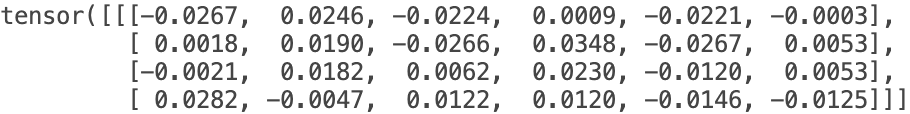 tensor([[[-0.0267,  0.0246, -0.0224,  0.0009, -0.0221, -0.0003],
         [ 0.0018,  0.0190, -0.0266,  0.0348, -0.0267,  0.0053],
         [-0.0021,  0.0182,  0.0062,  0.0230, -0.0120,  0.0053],
         [ 0.0282, -0.0047,  0.0122,  0.0120, -0.0146, -0.0125]]]